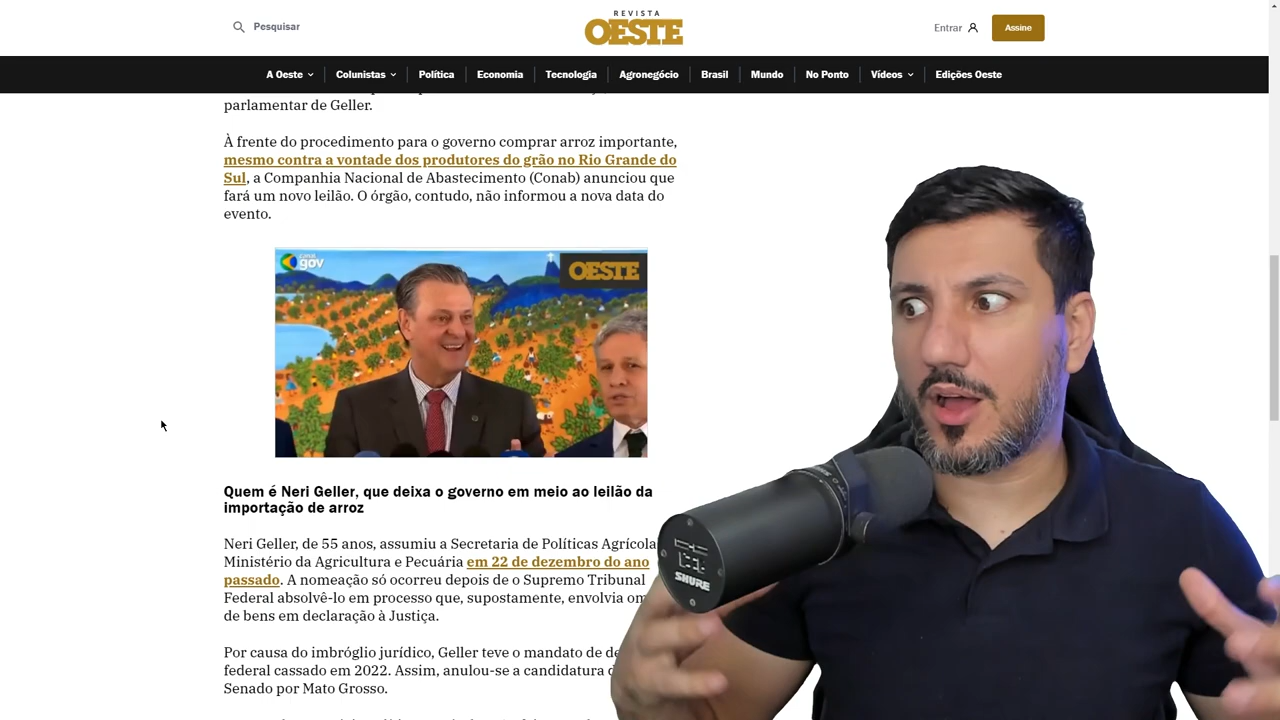 Pesquisar
REVISTA
OESTE
Entrar
Assine
A Oeste
Colunistas
Política
Economia
Tecnologia
Agronegócio
Brasil
Mundo
No Ponto
Vídeos
Edições Oeste
parlamentar de Geller.
À frente do procedimento para o governo comprar arroz importante,
mesmo contra a vontade dos produtores do grão no Rio Grande do
Sul, a Companhia Nacional de Abastecimento (Conab) anunciou que
fará um novo leilão. O órgão, contudo, não informou a nova data do
evento.
gov
OESTE
Quem é Neri Geller, que deixa o governo em meio ao leilão da
importação de arroz
Neri Geller, de 55 anos, assumiu a Secretaria de Políticas Agrícola
Ministério da Agricultura e Pecuária em 22 de dezembro do ano
passado. A nomeação só ocorreu depois de o Supremo Tribunal
Federal absolvê-lo em processo que, supostamente, envolvia
de bens em declaração à Justiça.
Por causa do imbróglio jurídico, Geller teve o mandato de
federal cassado em 2022. Assim, anulou-se a candidatura
Senado por Mato Grosso.
SHURE